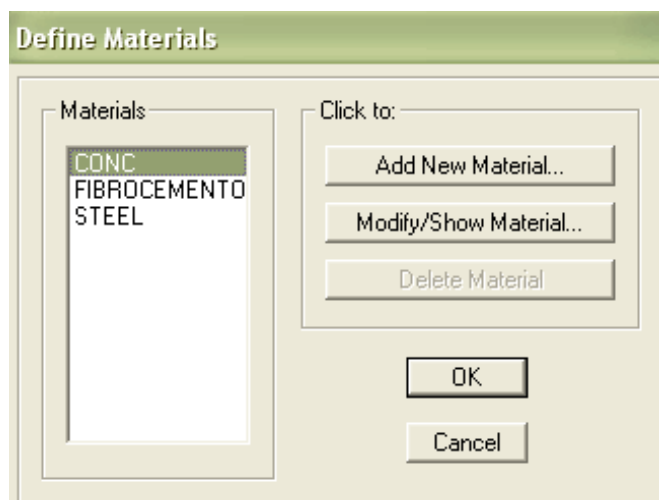 Define Materials
Materials
CONC
FIBROCEMENTO
STEEL
Click to:
Add New Material...
Modify/Show Material...
Delete Material
OK
Cancel